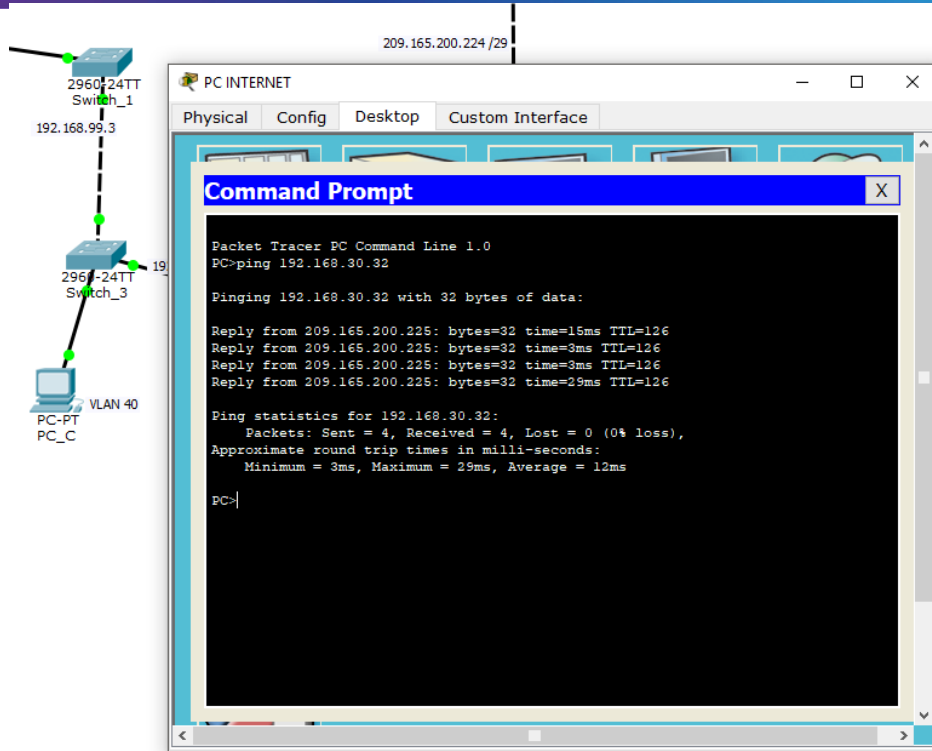 209.165.200.224 /29
2960-24TT
Switch_1
192.168.99.3
2960-24TT
Switch_3
19
PC-PT
PC_C
VLAN 40
PC INTERNET
Physical Config Desktop Custom Interface
Command Prompt
X
Packet Tracer PC Command Line 1.0
PC>ping 192.168.30.32
Pinging 192.168.30.32 with 32 bytes of data:
Reply from 209.165.200.225: bytes=32 time=15ms TTL=126
Reply from 209.165.200.225: bytes=32 time=3ms TTL=126
Reply from 209.165.200.225: bytes=32 time=3ms TTL=126
Reply from 209.165.200.225: bytes=32 time=29ms TTL=126
Ping statistics for 192.168.30.32:
Packets: Sent = 4, Received = 4, Lost = 0 (0% loss),
Approximate round trip times in milli-seconds:
Minimum = 3ms, Maximum = 29ms, Average = 12ms
PC>